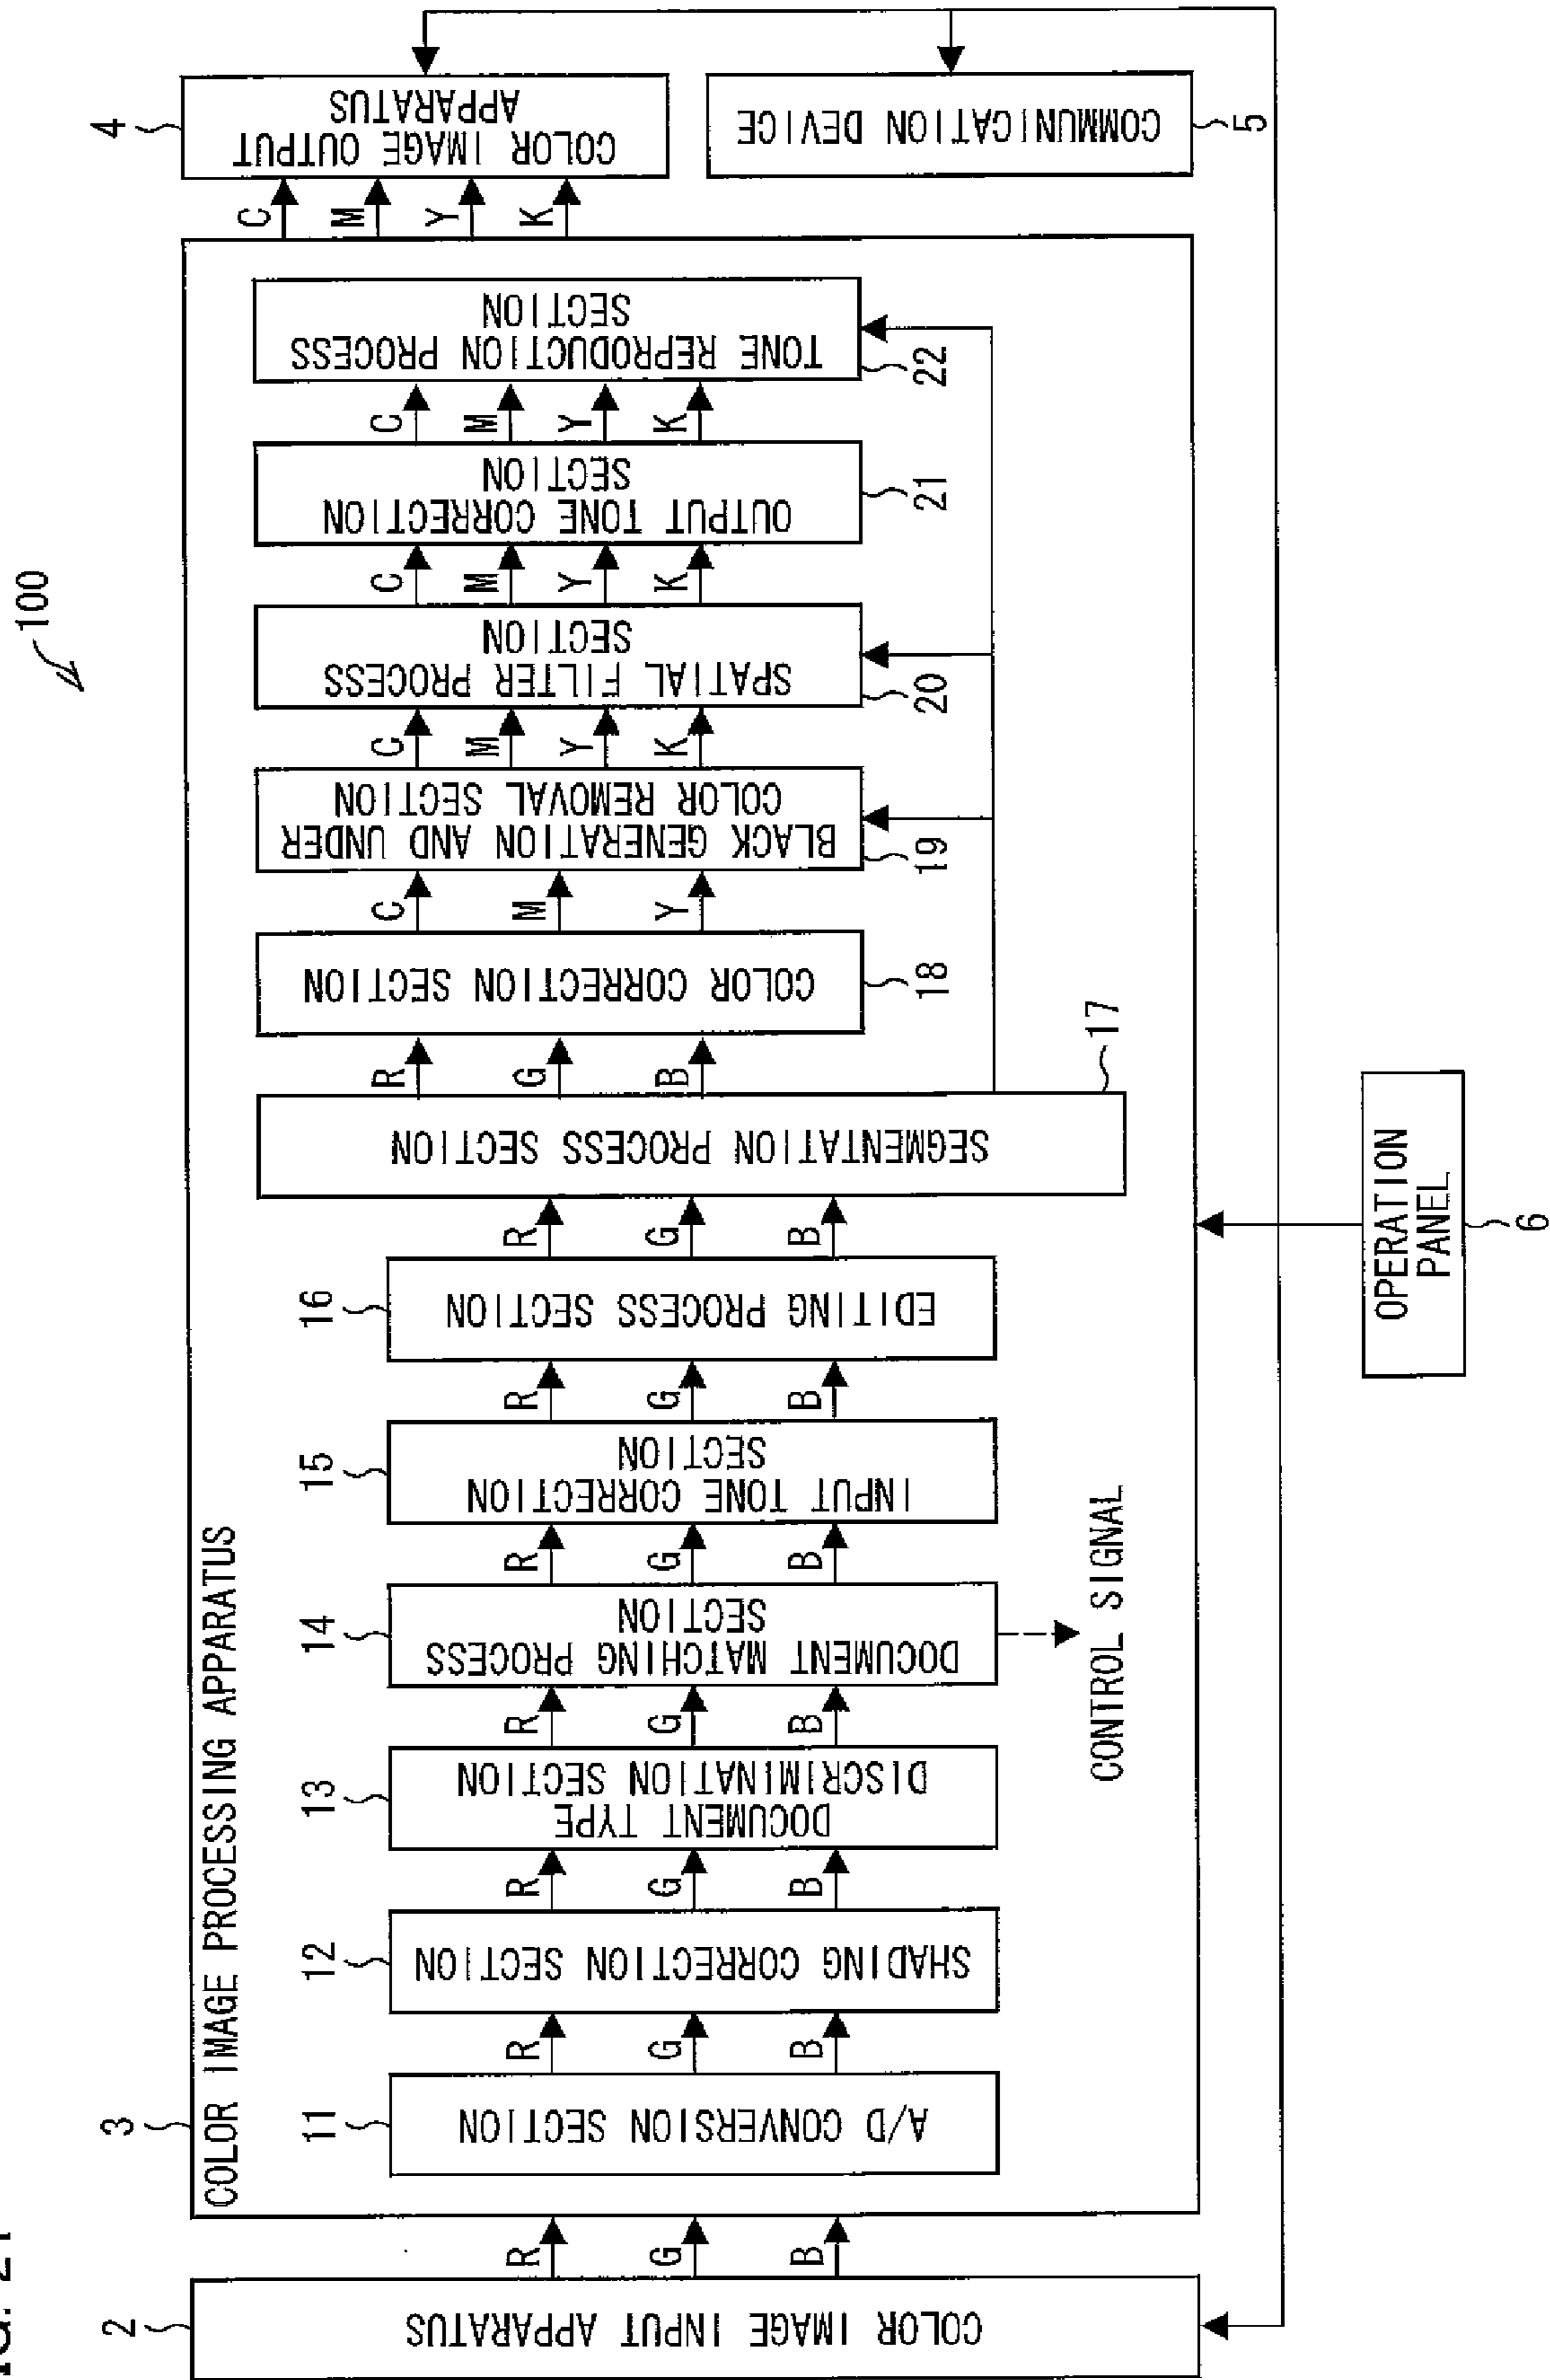 100
COLOR IMAGE PROCESSING APPARATUS
2
COLOR IMAGE INPUT APPARATUS
R
G
B
3
11
A/D CONVERSION SECTION
R
G
B
12
SHADING CORRECTION SECTION
R
G
B
13
DOCUMENT TYPE
DISCRIMINATION SECTION
R
G
B
14
DOCUMENT MATCHING PROCESS
SECTION
CONTROL SIGNAL
R
G
B
15
INPUT TONE CORRECTION
SECTION
R
G
B
16
EDITING PROCESS SECTION
R
G
B
SEGMENTATION PROCESS SECTION
17
R
G
B
COLOR CORRECTION SECTION
18
C
M
Y
BLACK GENERATION AND UNDER
COLOR REMOVAL SECTION
19
C
M
Y
K
SPATIAL FILTER PROCESS
SECTION
20
C
M
Y
K
OUTPUT TONE CORRECTION
SECTION
21
C
M
Y
K
TONE REPRODUCTION PROCESS
SECTION
22
C
M
Y
K
4
COLOR IMAGE OUTPUT
APPARATUS
COMMUNICATION DEVICE
5
OPERATION
PANEL
6